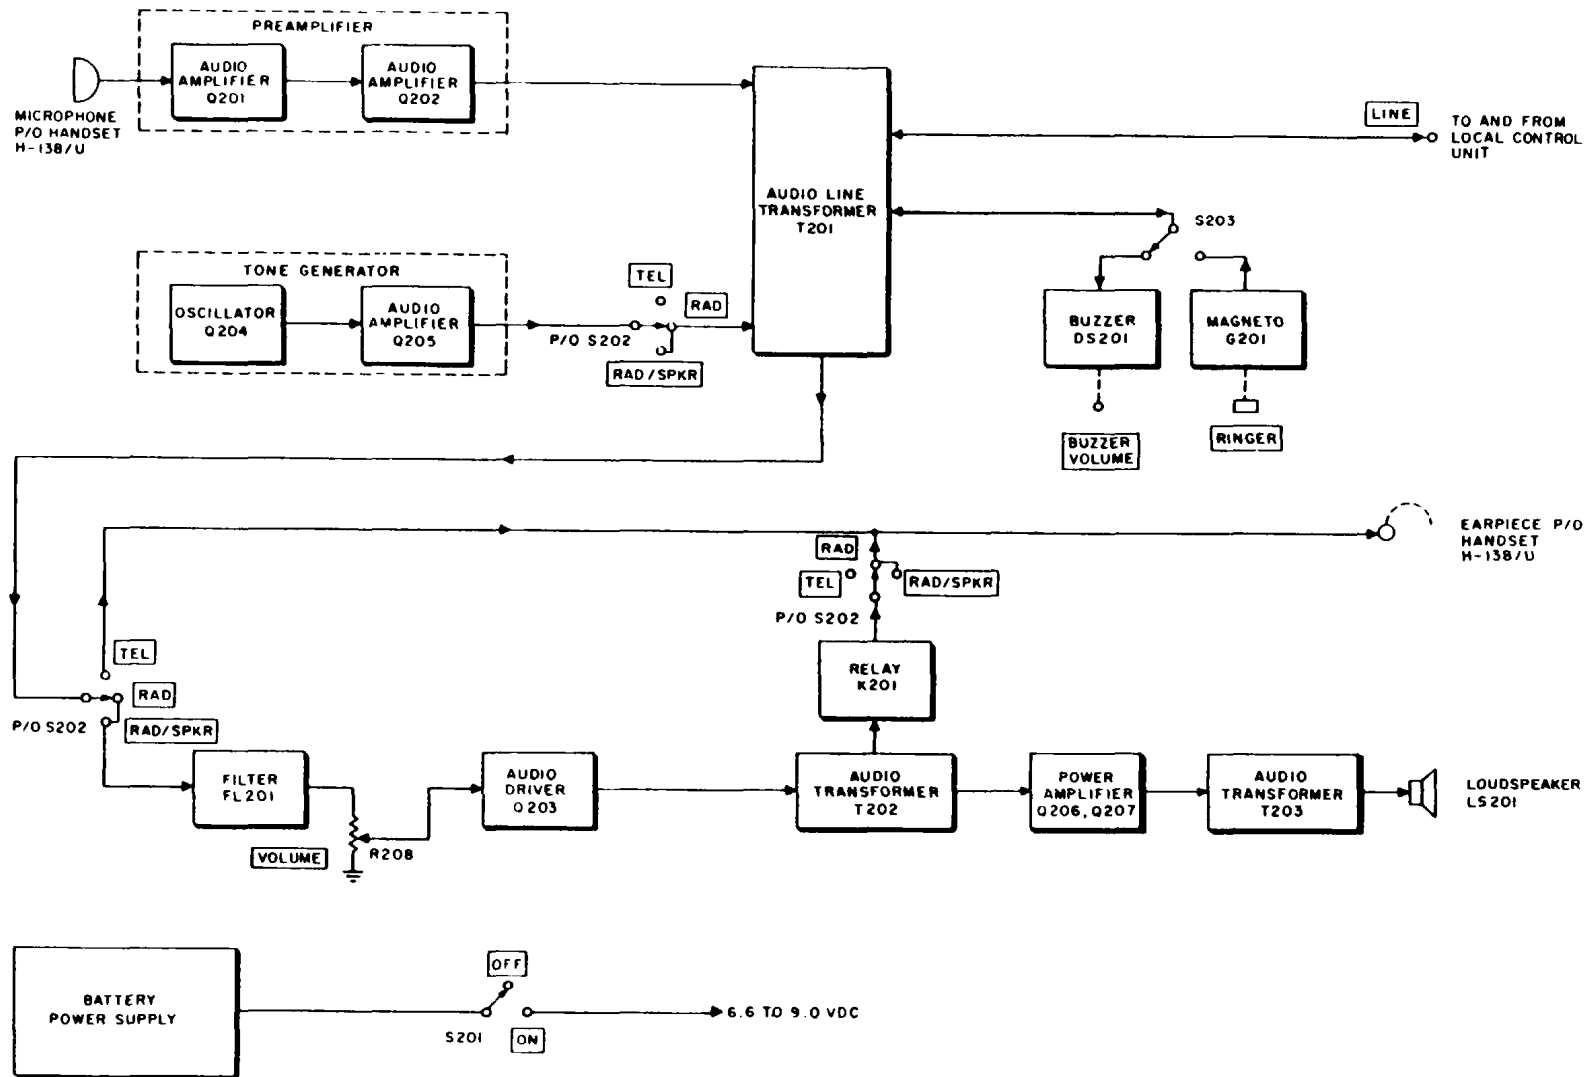 PREAMPLIFIER
AUDIO
AMPLIFIER
Q201
AUDIO
AMPLIFIER
Q202
MICROPHONE
P/O HANDSET
H-138/U
LINE
TO AND FROM
LOCAL CONTROL
UNIT
AUDIO LINE
TRANSFORMER
T201
S203
TONE GENERATOR
OSCILLATOR
Q204
AUDIO
AMPLIFIER
Q205
TEL
RAD
P/O S202
RAD/SPKR
BUZZER
DS201
MAGNETO
G201
BUZZER
VOLUME
RINGER
EARPIECE P/O
HANDSET
H-138/U
RAD
TEL
RAD/SPKR
P/O S202
RELAY
K201
TEL
RAD
P/O S202
RAD/SPKR
FILTER
FL201
VOLUME
R208
AUDIO
DRIVER
Q203
AUDIO
TRANSFORMER
T202
POWER
AMPLIFIER
Q206, Q207
AUDIO
TRANSFORMER
T203
LOUDSPEAKER
LS201
BATTERY
POWER SUPPLY
OFF
S201
ON
6.6 TO 9.0 VDC